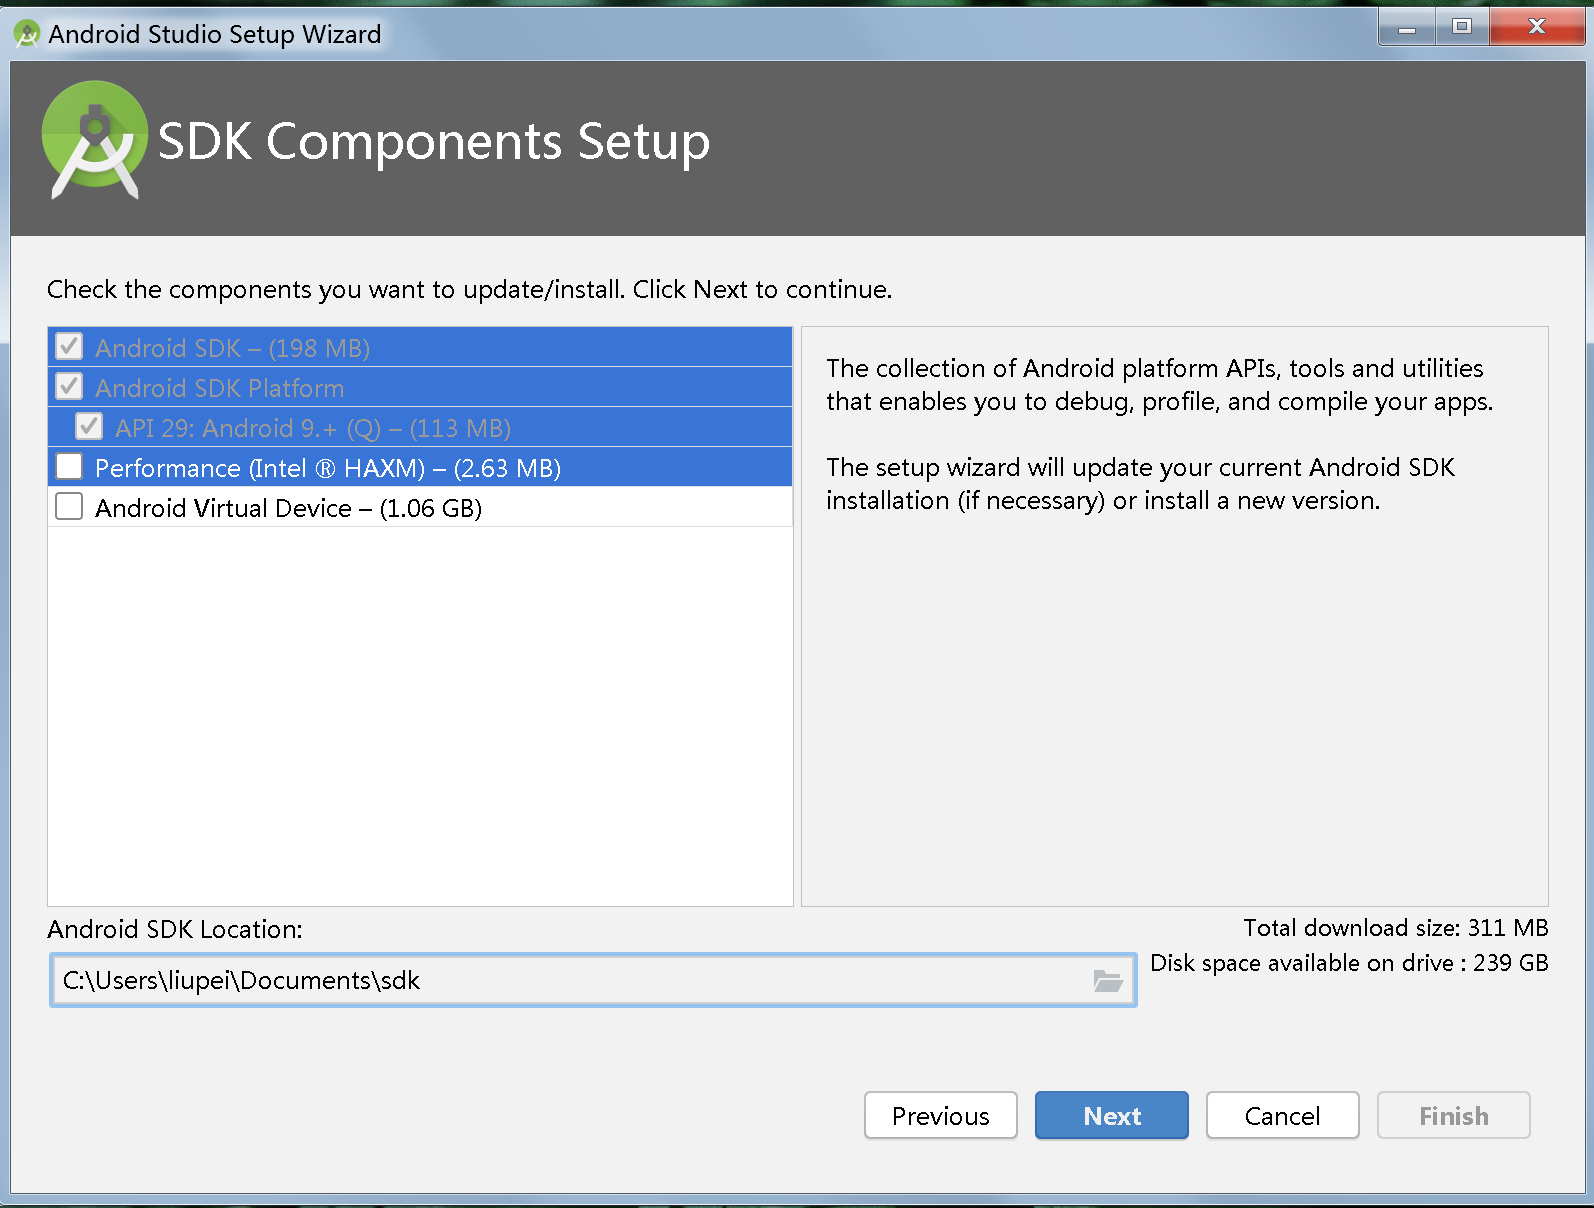 Android Studio Setup Wizard
SDK Components Setup
Check the components you want to update/install. Click Next to continue.
Android SDK – (198 MB)
Android SDK Platform
API 29: Android 9.+ (Q) – (113 MB)
Performance (Intel ® HAXM) – (2.63 MB)
Android Virtual Device – (1.06 GB)
The collection of Android platform APIs, tools and utilities
that enables you to debug, profile, and compile your apps.
The setup wizard will update your current Android SDK
installation (if necessary) or install a new version.
Android SDK Location:
C:\Users\liupei\Documents\sdk
Total download size: 311 MB
Disk space available on drive : 239 GB
Previous
Next
Cancel
Finish